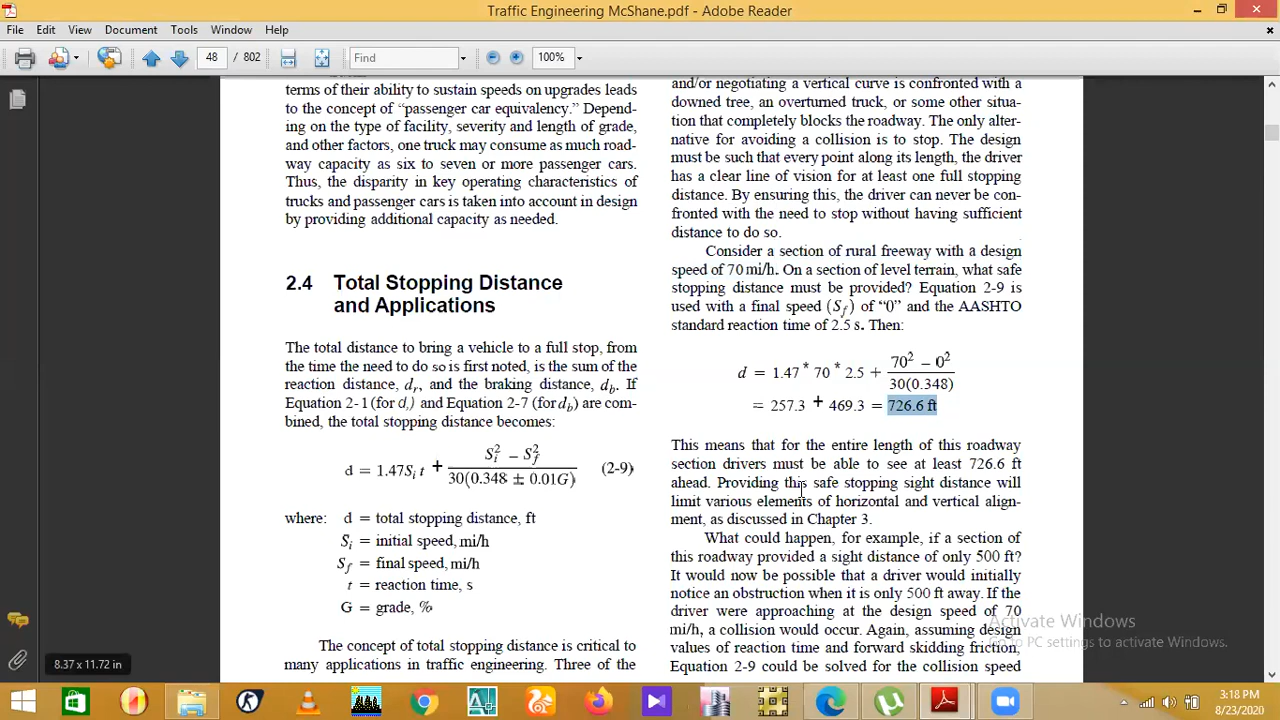 Traffic Engineering McShane.pdf - Adobe Reader
File Edit View Document Tools Window Help
48 / 802 Find 100%
terms of their ability to sustain speeds on upgrades leads
to the concept of “passenger car equivalency.” Depend-
ing on the type of facility, severity and length of grade,
and other factors, one truck may consume as much road-
way capacity as six to seven or more passenger cars.
Thus, the disparity in key operating characteristics of
trucks and passenger cars is taken into account in design
by providing additional capacity as needed.
2.4 Total Stopping Distance
and Applications
The total distance to bring a vehicle to a full stop, from
the time the need to do so is first noted, is the sum of the
reaction distance, d_r, and the braking distance, d_b. If
Equation 2-1 (for d,) and Equation 2-7 (for d_b) are com-
bined, the total stopping distance becomes:
d = 1.47S_i t + (S_i^2 − S_f^2) / 30(0.348 ± 0.01G) (2-9)
where: d = total stopping distance, ft
S_i = initial speed, mi/h
S_f = final speed, mi/h
t = reaction time, s
G = grade, %
The concept of total stopping distance is critical to
many applications in traffic engineering. Three of the
and/or negotiating a vertical curve is confronted with a
downed tree, an overturned truck, or some other situa-
tion that completely blocks the roadway. The only alter-
native for avoiding a collision is to stop. The design
must be such that every point along its length, the driver
has a clear line of vision for at least one full stopping
distance. By ensuring this, the driver can never be con-
fronted with the need to stop without having sufficient
distance to do so.
Consider a section of rural freeway with a design
speed of 70 mi/h. On a section of level terrain, what safe
stopping distance must be provided? Equation 2-9 is
used with a final speed (S_f) of “0” and the AASHTO
standard reaction time of 2.5 s. Then:
d = 1.47 * 70 * 2.5 + (70^2 − 0^2) / 30(0.348)
= 257.3 + 469.3 = 726.6 ft
This means that for the entire length of this roadway
section drivers must be able to see at least 726.6 ft
ahead. Providing this safe stopping sight distance will
limit various elements of horizontal and vertical align-
ment, as discussed in Chapter 3.
What could happen, for example, if a section of
this roadway provided a sight distance of only 500 ft?
It would now be possible that a driver would initially
notice an obstruction when it is only 500 ft away. If the
driver were approaching at the design speed of 70
mi/h, a collision would occur. Again, assuming design
values of reaction time and forward skidding friction,
Equation 2-9 could be solved for the collision speed
Activate Windows
Go to PC settings to activate Windows.
8.37 x 11.72 in
3:18 PM
8/23/2020